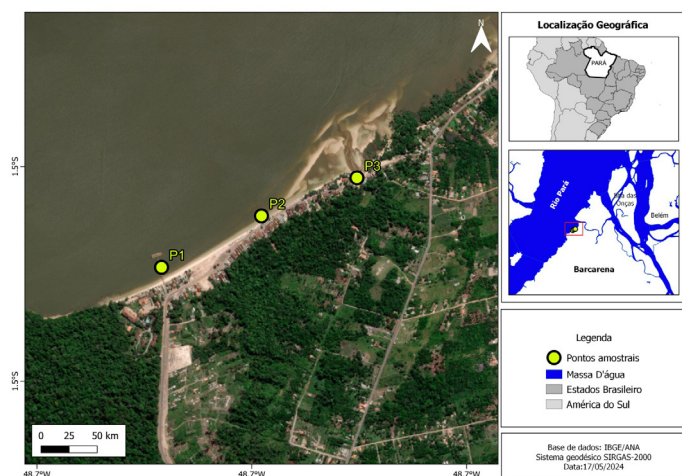 N
P1
P2
P3
1.5°S
1.5°S
48.7°W
48.7°W
48.7°W
0 25 50 km
Localização Geográfica
PARÁ
Rio Pará
Ilha das
Onças
Belém
Barcarena
Legenda
Pontos amostrais
Massa D'água
Estados Brasileiro
América do Sul
Base de dados: IBGE/ANA
Sistema geodésico SIRGAS-2000
Data:17/05/2024